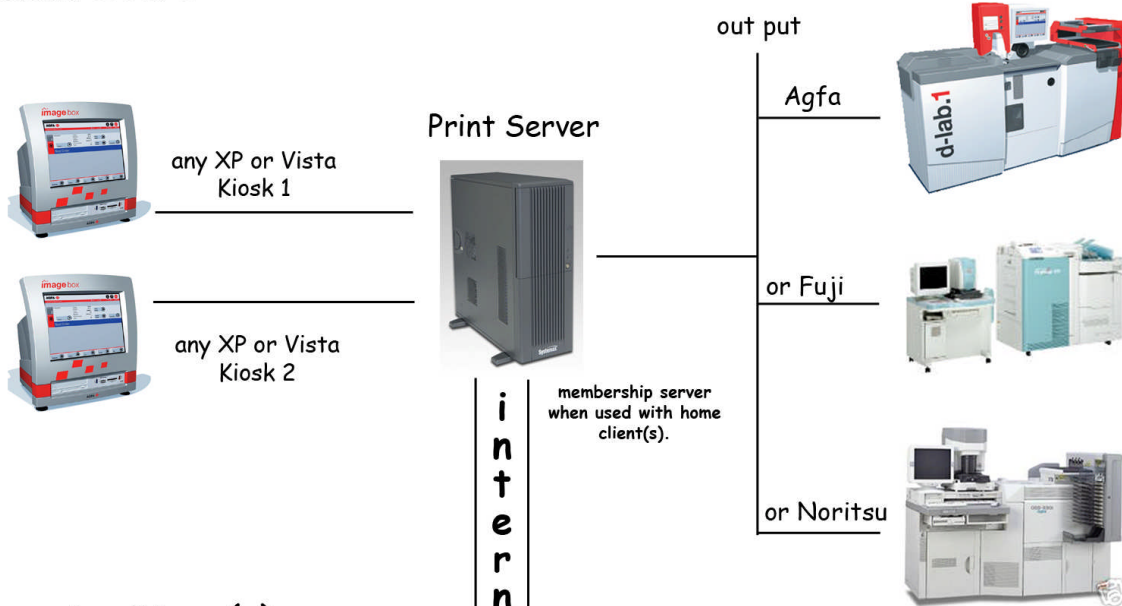 out put
Agfa
d-lab.1
image box
Print Server
any XP or Vista
Kiosk 1
or Fuji
image box
any XP or Vista
Kiosk 2
membership server
when used with home
client(s).
intern
or Noritsu